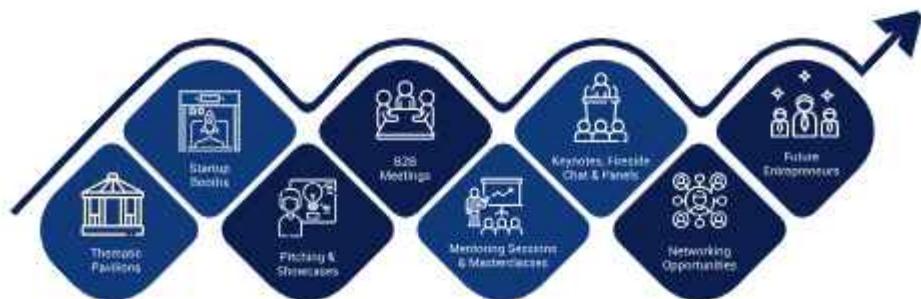 Thematic
Pavilions
Startup
Booths
Pitching &
Showcases
B2B
Meetings
Mentoring Sessions
& Masterclasses
Keynotes, Fireside
Chat & Panels
Networking
Opportunities
Future
Entrepreneurs